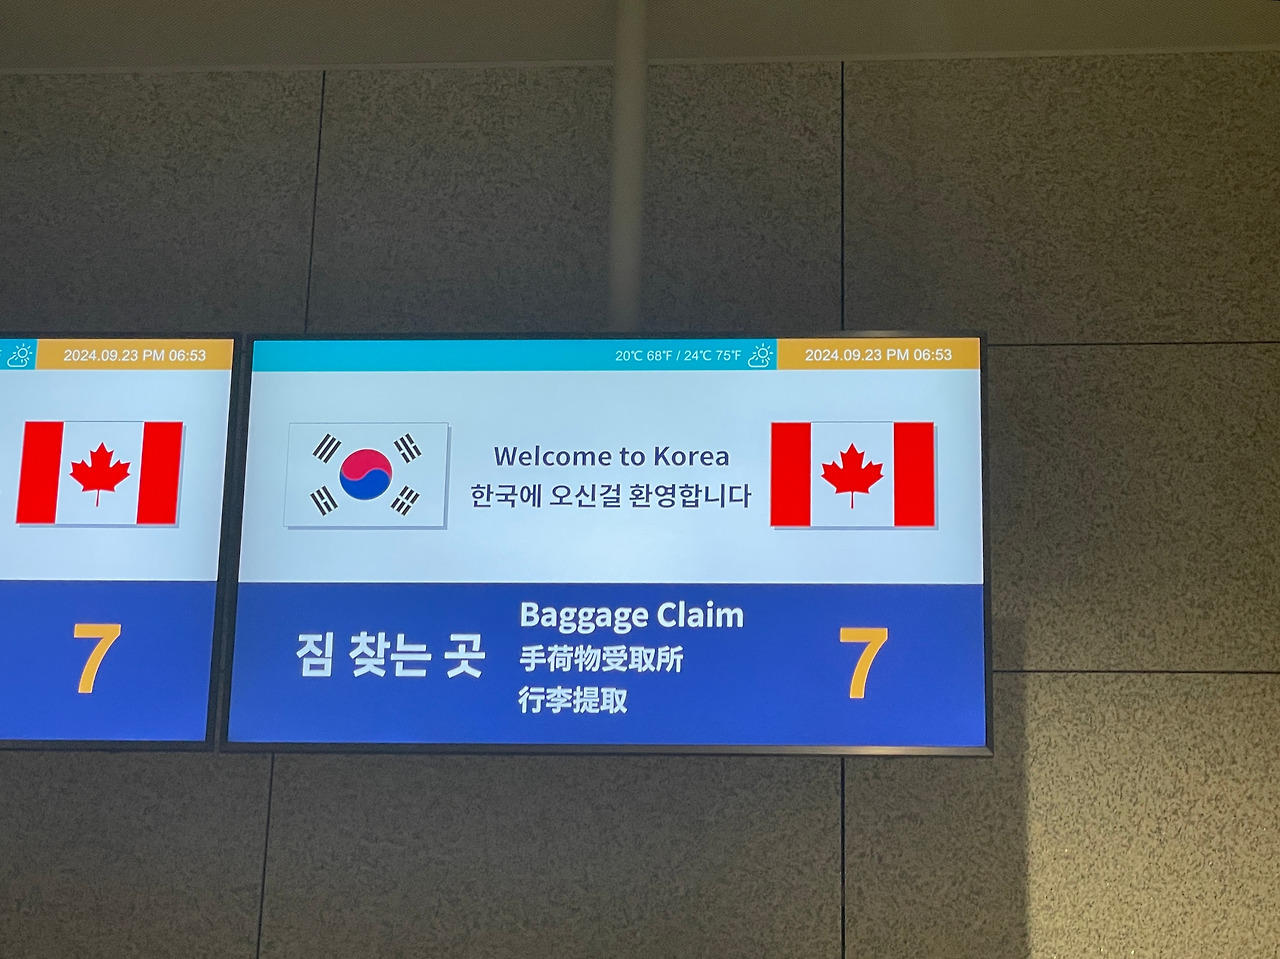 2024.09.23 PM 06:53
7
20℃ 68℉ / 24℃ 75℉
2024.09.23 PM 06:53
Welcome to Korea
한국에 오신걸 환영합니다
짐 찾는 곳
Baggage Claim
手荷物受取所
行李提取
7